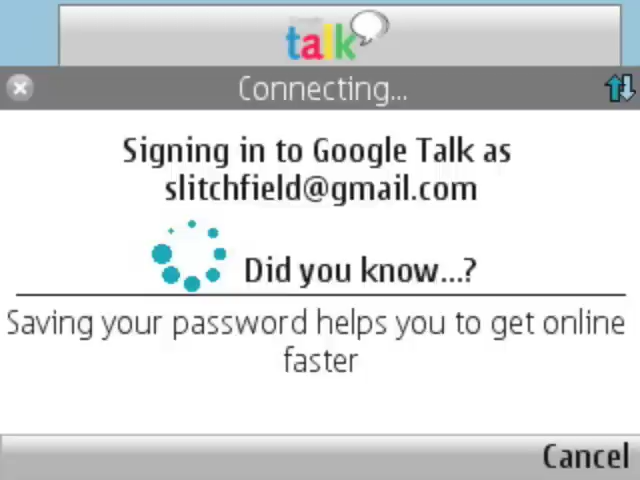 talk
Connecting...
Signing in to Google Talk as
slitchfield@gmail.com
Did you know...?
Saving your password helps you to get online
faster
Cancel